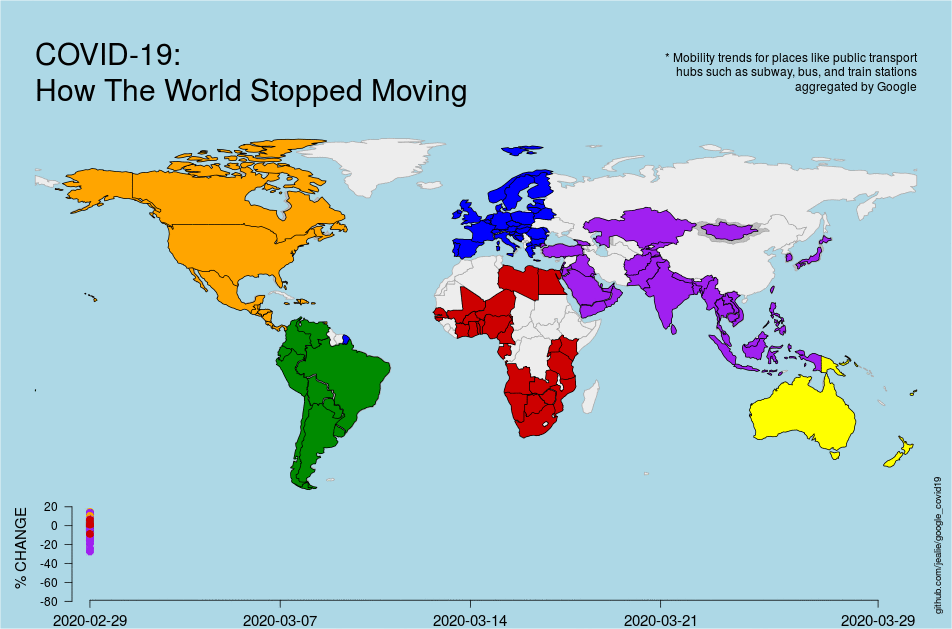 COVID-19:
How The World Stopped Moving
* Mobility trends for places like public transport
hubs such as subway, bus, and train stations
aggregated by Google
% CHANGE
20
0
-20
-40
-60
-80
2020-02-29
2020-03-07
2020-03-14
2020-03-21
2020-03-29
github.com/jealie/google_covid19